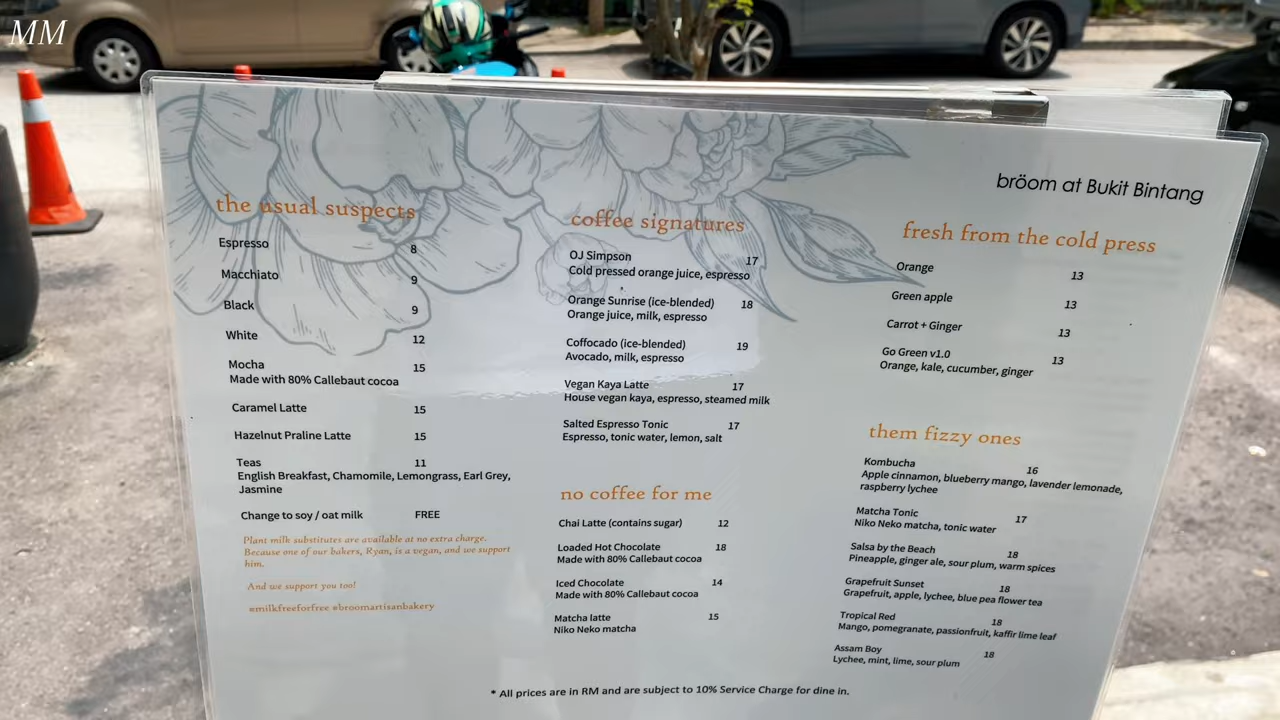 MM
bröom at Bukit Bintang
the usual suspects
Espresso 8
Macchiato 9
Black 9
White 12
Mocha 15
Made with 80% Callebaut cocoa
Caramel Latte 15
Hazelnut Praline Latte 15
Teas 11
English Breakfast, Chamomile, Lemongrass, Earl Grey,
Jasmine
Change to soy / oat milk FREE
Plant milk substitutes are available at no extra charge.
Because one of our bakers, Ryan, is a vegan, and we support
him.
And we support you too!
#milkfreeforfree @broomartisanbakery
coffee signatures
OJ Simpson 17
Cold pressed orange juice, espresso
Orange Sunrise (ice-blended) 18
Orange juice, milk, espresso
Coffocado (ice-blended) 19
Avocado, milk, espresso
Vegan Kaya Latte 17
House vegan kaya, espresso, steamed milk
Salted Espresso Tonic 17
Espresso, tonic water, lemon, salt
no coffee for me
Chai Latte (contains sugar) 12
Loaded Hot Chocolate 18
Made with 80% Callebaut cocoa
Iced Chocolate 14
Made with 80% Callebaut cocoa
Matcha latte 15
Niko Neko matcha
fresh from the cold press
Orange 13
Green apple 13
Carrot + Ginger 13
Go Green v1.0 13
Orange, kale, cucumber, ginger
them fizzy ones
Kombucha 16
Apple cinnamon, blueberry mango, lavender lemonade,
raspberry lychee
Matcha Tonic 17
Niko Neko matcha, tonic water
Salsa by the Beach 18
Pineapple, ginger ale, sour plum, warm spices
Grapefruit Sunset 18
Grapefruit, apple, lychee, blue pea flower tea
Tropical Red 18
Mango, pomegranate, passionfruit, kaffir lime leaf
Assam Boy 18
Lychee, mint, lime, sour plum
* All prices are in RM and are subject to 10% Service Charge for dine in.